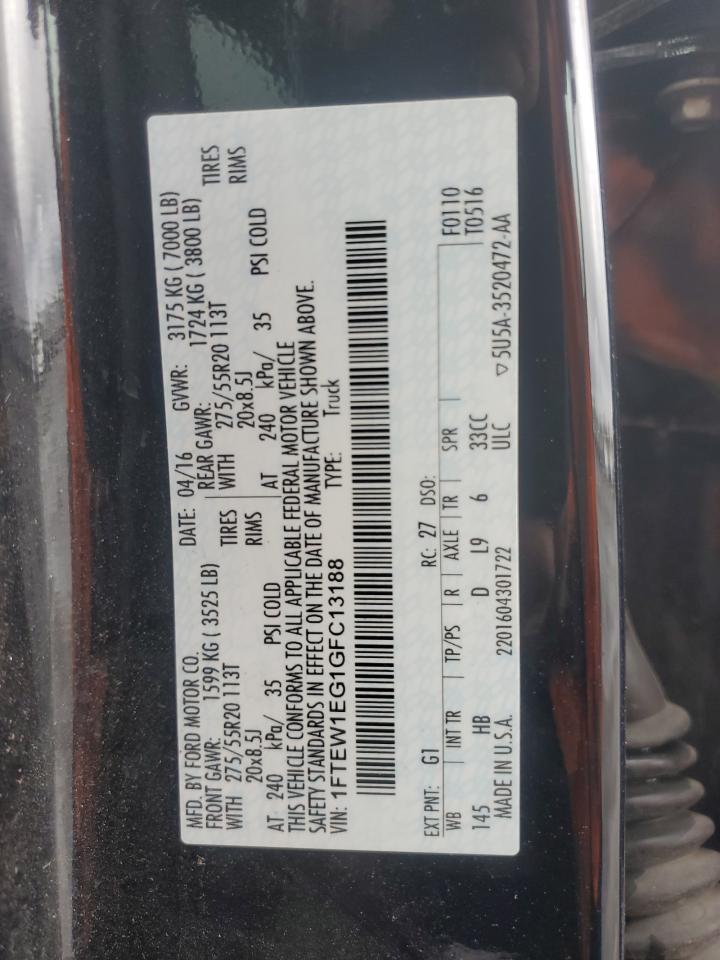 MFD. BY FORD MOTOR CO. DATE: 04/16 GVWR: 3175 KG ( 7000 LB)
FRONT GAWR: 1599 KG ( 3525 LB) REAR GAWR: 1724 KG ( 3800 LB)
WITH 275/55R20 113T TIRES WITH 275/55R20 113T TIRES
20x8.5J RIMS 20x8.5J RIMS
AT 240 kPa/ 35 PSI COLD AT 240 kPa/ 35 PSI COLD
THIS VEHICLE CONFORMS TO ALL APPLICABLE FEDERAL MOTOR VEHICLE
SAFETY STANDARDS IN EFFECT ON THE DATE OF MANUFACTURE SHOWN ABOVE.
VIN: 1FTEW1EG1GFC13188 TYPE: Truck
EXT PNT: G1 RC: 27 DSO: F0110
WB INT TR TP/PS R AXLE TR SPR T0516
145 HB D L9 6 33CC
ULC
MADE IN U.S.A. 2201604301722 ▽5U5A-3520472-AA